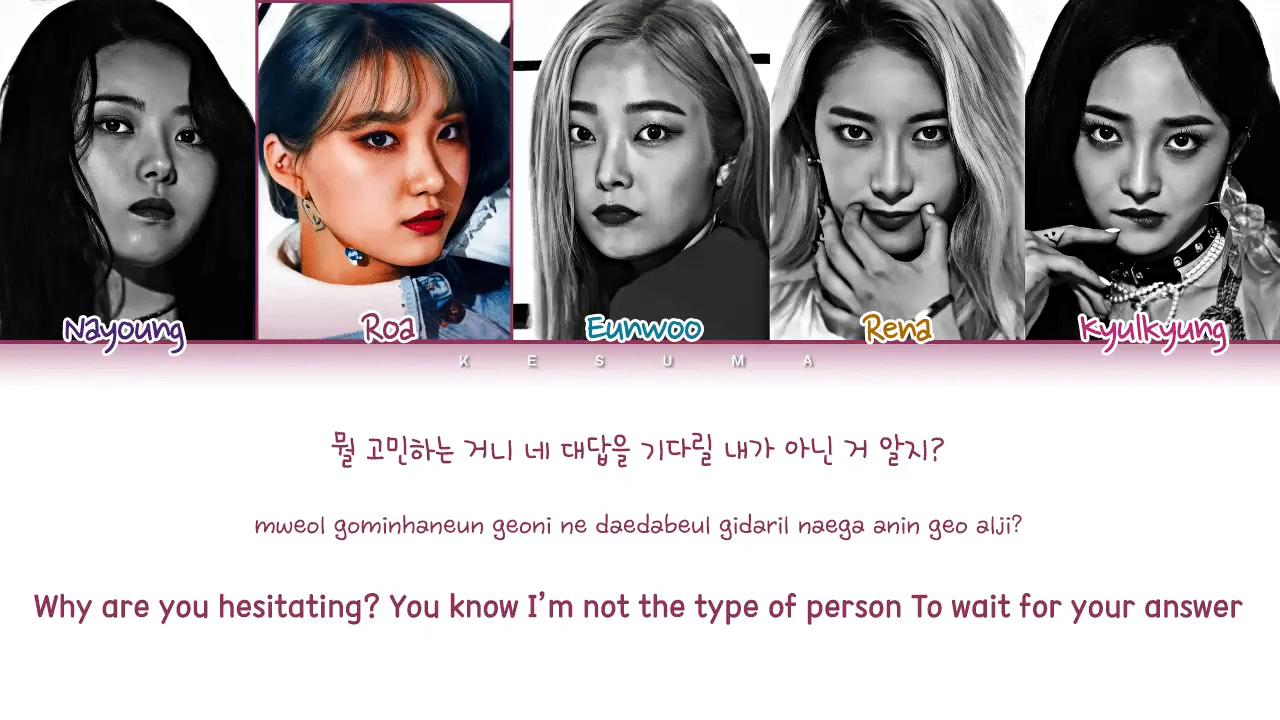 Nayoung Roa Eunwoo Rena Kyulkyung
KESUMA
뭘 고민하는 거니 네 대답을 기다릴 내가 아닌 거 알지?
mweol gominhaneun geoni ne daedabeul gidaril naega anin geo alji?
Why are you hesitating? You know I'm not the type of person To wait for your answer